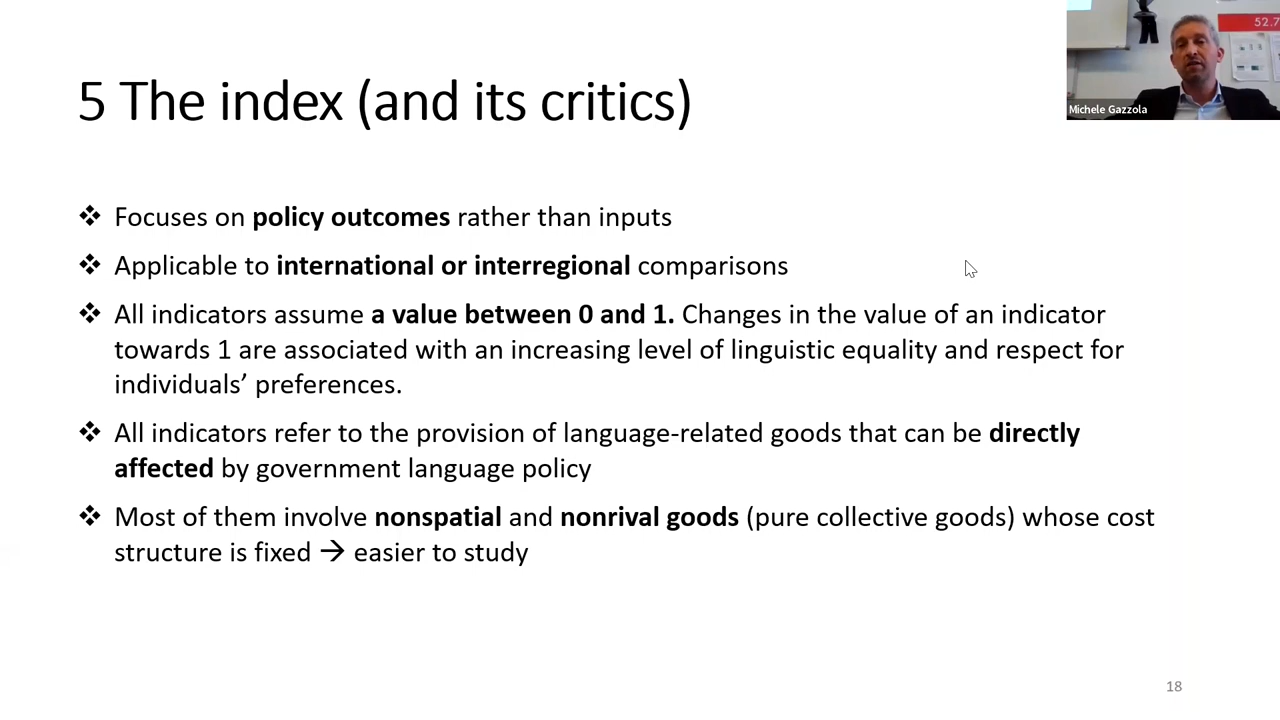 52.7
Michele Gazzola
5 The index (and its critics)
❖ Focuses on policy outcomes rather than inputs
❖ Applicable to international or interregional comparisons
❖ All indicators assume a value between 0 and 1. Changes in the value of an indicator
towards 1 are associated with an increasing level of linguistic equality and respect for
individuals’ preferences.
❖ All indicators refer to the provision of language-related goods that can be directly
affected by government language policy
❖ Most of them involve nonspatial and nonrival goods (pure collective goods) whose cost
structure is fixed → easier to study
18